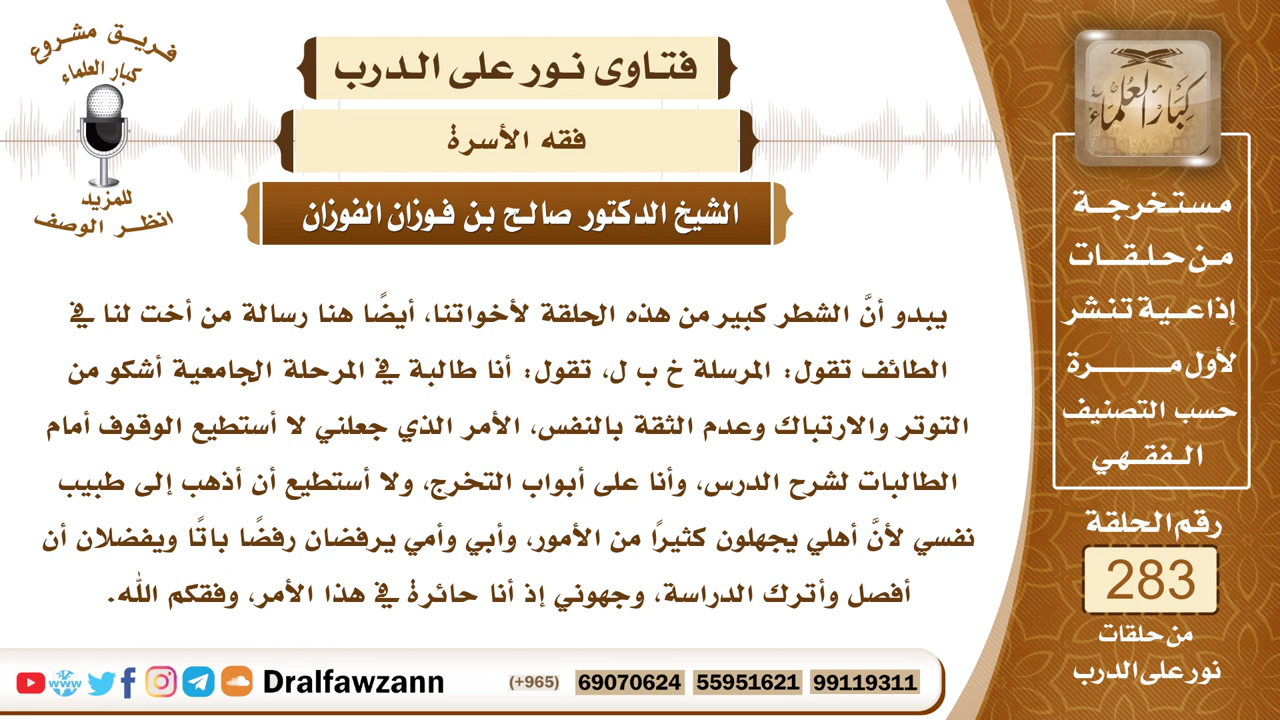 فريق مشروع
كبار العلماء
للمزيد
انظر الوصف
فتاوى نور على الدرب
فقه الأسرة
الشيخ الدكتور صالح بن فوزان الفوزان
يبدو أنَّ الشطر كبير من هذه الحلقة لأخواتنا، أيضًا هنا رسالة من أخت لنا في
الطائف تقول: المرسلة خ ب ل، تقول: أنا طالبة في المرحلة الجامعية أشكو من
التوتر والارتباك وعدم الثقة بالنفس، الأمر الذي جعلني لا أستطيع الوقوف أمام
الطالبات لشرح الدرس، وأنا على أبواب التخرج، ولا أستطيع أن أذهب إلى طبيب
نفسي لأنَّ أهلي يجهلون كثيرًا من الأمور، وأبي وأمي يرفضان رفضًا باتًا ويفضلان أن
أفصل وأترك الدراسة، وجهوني إذ أنا حائرة في هذا الأمر، وفقكم الله.
كبار العلماء
مستخرجة
من حلقات
إذاعية تنشر
لأول مرة
حسب التصنيف
الفقهي
رقم الحلقة
283
من حلقات
نور على الدرب
www
Dralfawzann
(+965) 69070624 55951621 99119311